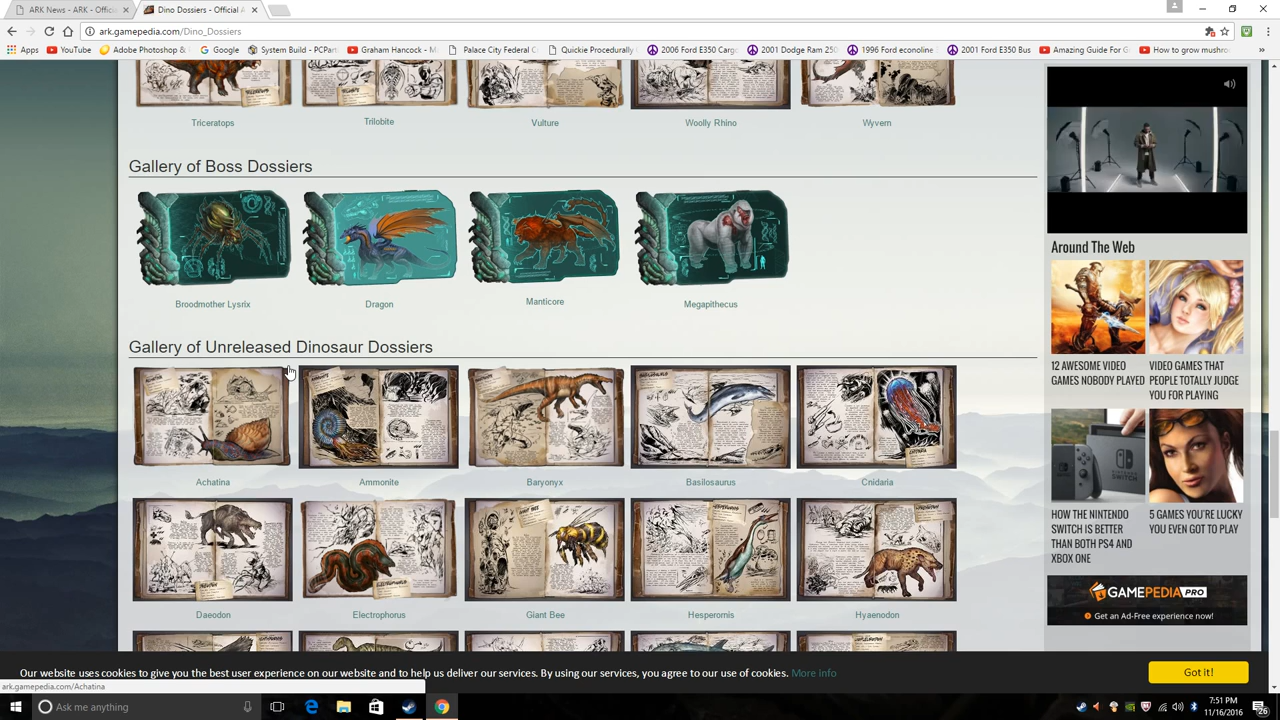 ARK News - ARK - Officia
Dino Dossiers - Official A
ark.gamepedia.com/Dino_Dossiers
Apps
YouTube
Adobe Photoshop &
Google
System Build - PCPart
Graham Hancock - M
Palace City Federal C
Quickie Procedurally
2006 Ford E350 Cargo
2001 Dodge Ram 250
1996 Ford econoline
2001 Ford E350 Bus
Amazing Guide For G
How to grow mushro
Triceratops
Trilobite
Vulture
Woolly Rhino
Wyvern
Gallery of Boss Dossiers
Broodmother Lysrix
Dragon
Manticore
Megapithecus
Gallery of Unreleased Dinosaur Dossiers
Achatina
Ammonite
Baryonyx
Basilosaurus
Cnidaria
Daeodon
Electrophorus
Giant Bee
Hesperornis
Hyaenodon
Around The Web
12 AWESOME VIDEO
GAMES NOBODY PLAYED
VIDEO GAMES THAT
PEOPLE TOTALLY JUDGE
YOU FOR PLAYING
HOW THE NINTENDO
SWITCH IS BETTER
THAN BOTH PS4 AND
XBOX ONE
5 GAMES YOU'RE LUCKY
YOU EVEN GOT TO PLAY
GAMEPEDIA PRO
Get an Ad-Free experience now!
Our website uses cookies to give you the best user experience on our website and to help us deliver our services. By using our services, you agree to our use of cookies. More info
Got it!
ark.gamepedia.com/Achatina
Ask me anything
7:51 PM
11/16/2016
26